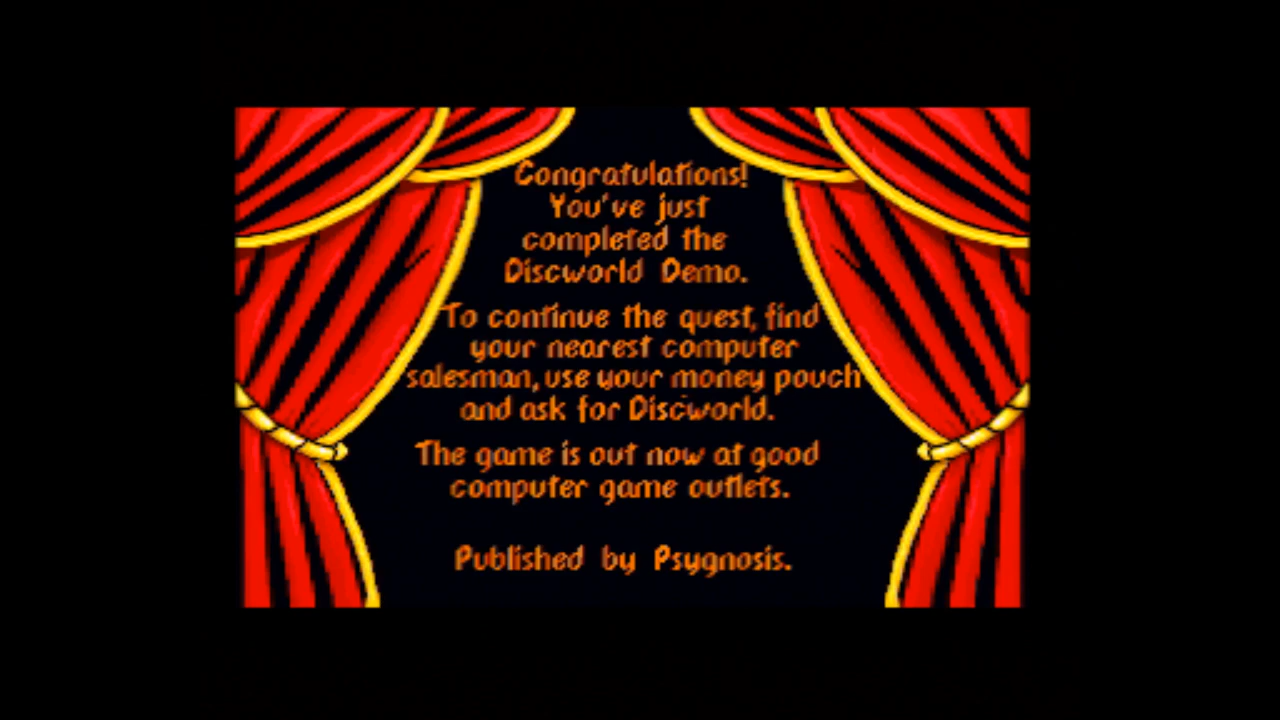 Congratulations!
You've just
completed the
Discworld Demo.
To continue the quest, find
your nearest computer
salesman, use your money pouch
and ask for Discworld.
The game is out now at good
computer game outlets.
Published by Psygnosis.